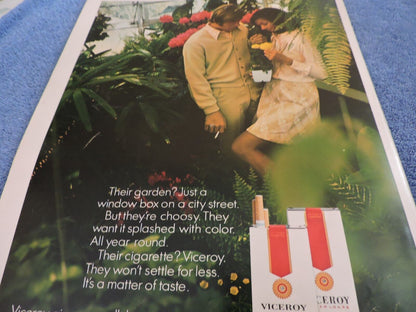 Their garden? Just a
window box on a city street.
But they're choosy. They
want it splashed with color.
All year round.
Their cigarette? Viceroy.
They won't settle for less.
It's a matter of taste.
VICEROY
VICEROY
Viceroy